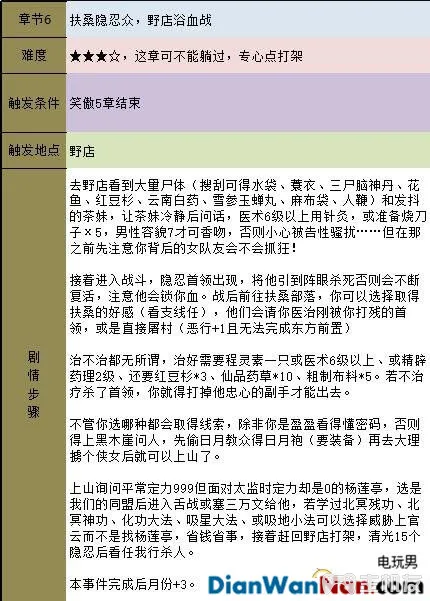 章节6 扶桑隐忍众，野店浴血战
难度 ★★★☆，这章可不能躺过，专心点打架
触发条件 笑傲5章结束
触发地点 野店
剧情步骤
去野店看到大量尸体（搜刮可得水袋、蓑衣、三尸脑神丹、花
鱼、红豆杉、云南白药、雪参玉蝉丸、麻布袋、人鞭）和发抖
的茶妹，让茶妹冷静后问话，医术6级以上用针灸，或准备烧刀
子×5，男性容貌7才可香吻，否则小心被告性骚扰……但在那
之前先注意你背后的女队友会不会抓狂！
接着进入战斗，隐忍首领出现，将他引到阵眼杀死否则会不断
复活，注意他会锁你血。战后前往扶桑部落，你可以选择取得
扶桑的好感（看支线任），他们会请你医治刚被你打残的首
领，或是直接屠村（恶行+1且无法完成东方前置）
治不治都无所谓，治好需要程灵素一只或医术6级以上、或精辟
药理2级、还要红豆杉*3、仙品药草*10、粗制布料*5。若不治
疗杀了首领，你就得打掉他忠心的副手才能出去。
不管你选哪种都会取得线索，除非你是盈盈看得懂密码，否则
得上黑木崖问人，先偷日月教众得日月袍（要装备）再去大理
掳个侠女后就可以上山了。
上山询问平常定力999但面对太监时定力却是0的杨莲亭，选是
我们的同盟后进入舌战或塞三万文给他，若学过北冥残功、北
冥神功、化功大法、吸星大法、或吸地小法可以选择威胁上官
云而不是找杨莲亭，省钱省事，接着赶回野店打架，清光15个
隐忍后看任我行杀人。
本事件完成后月份+3。
电玩男
DianWanNan.com